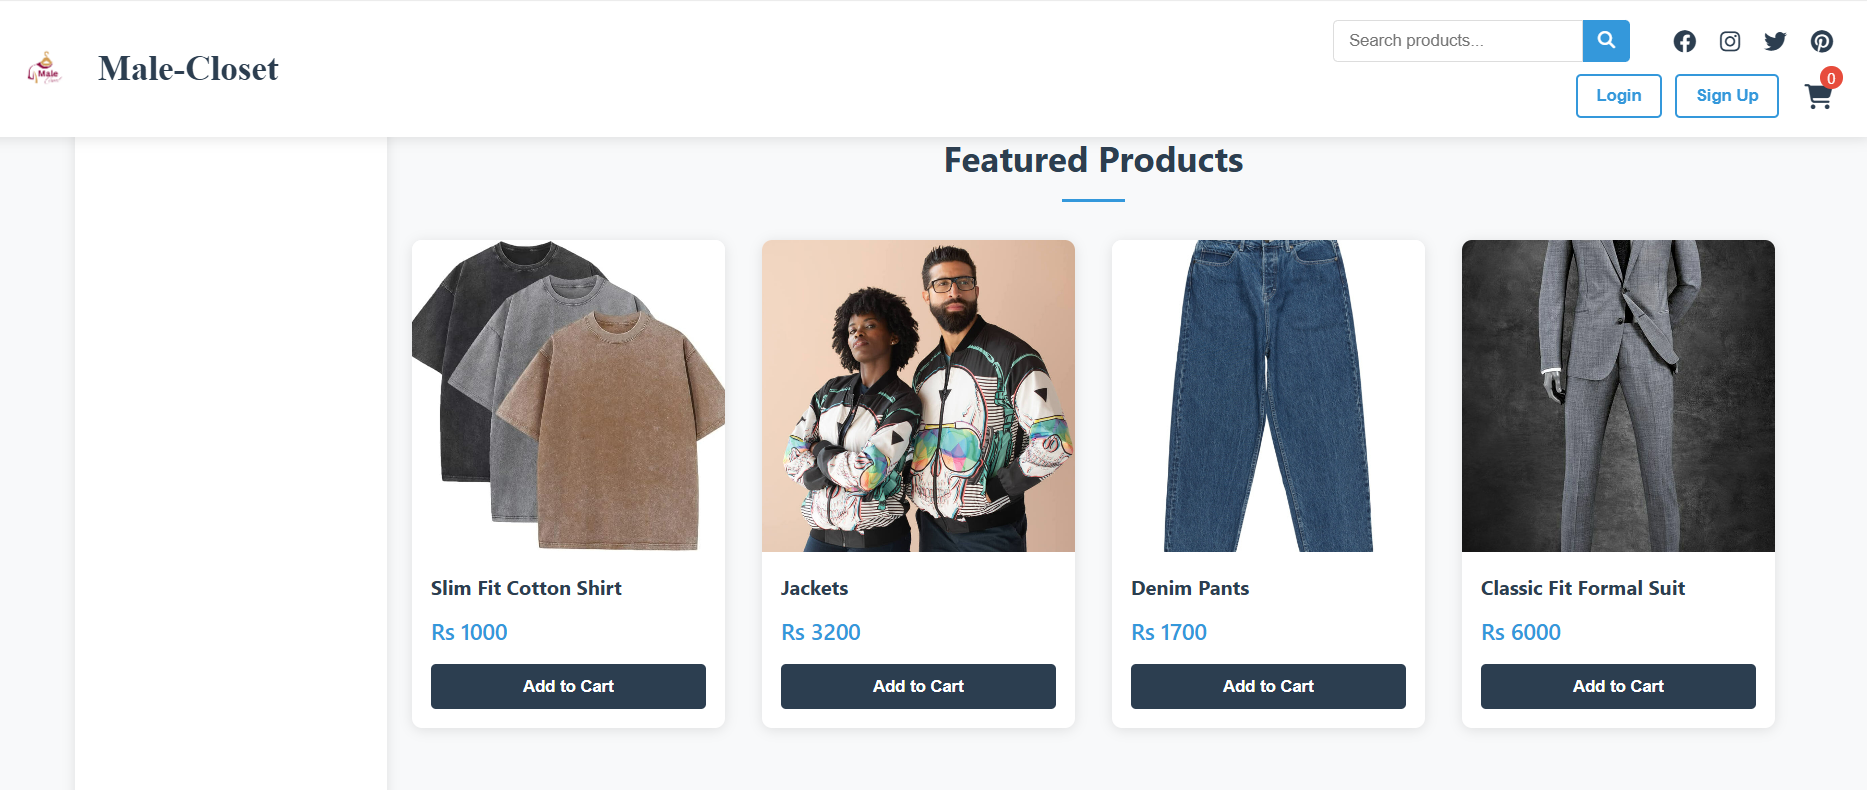 Male
Male-Closet
Search products...
Login
Sign Up
0
Featured Products
Slim Fit Cotton Shirt
Rs 1000
Add to Cart
Jackets
Rs 3200
Add to Cart
Denim Pants
Rs 1700
Add to Cart
Classic Fit Formal Suit
Rs 6000
Add to Cart